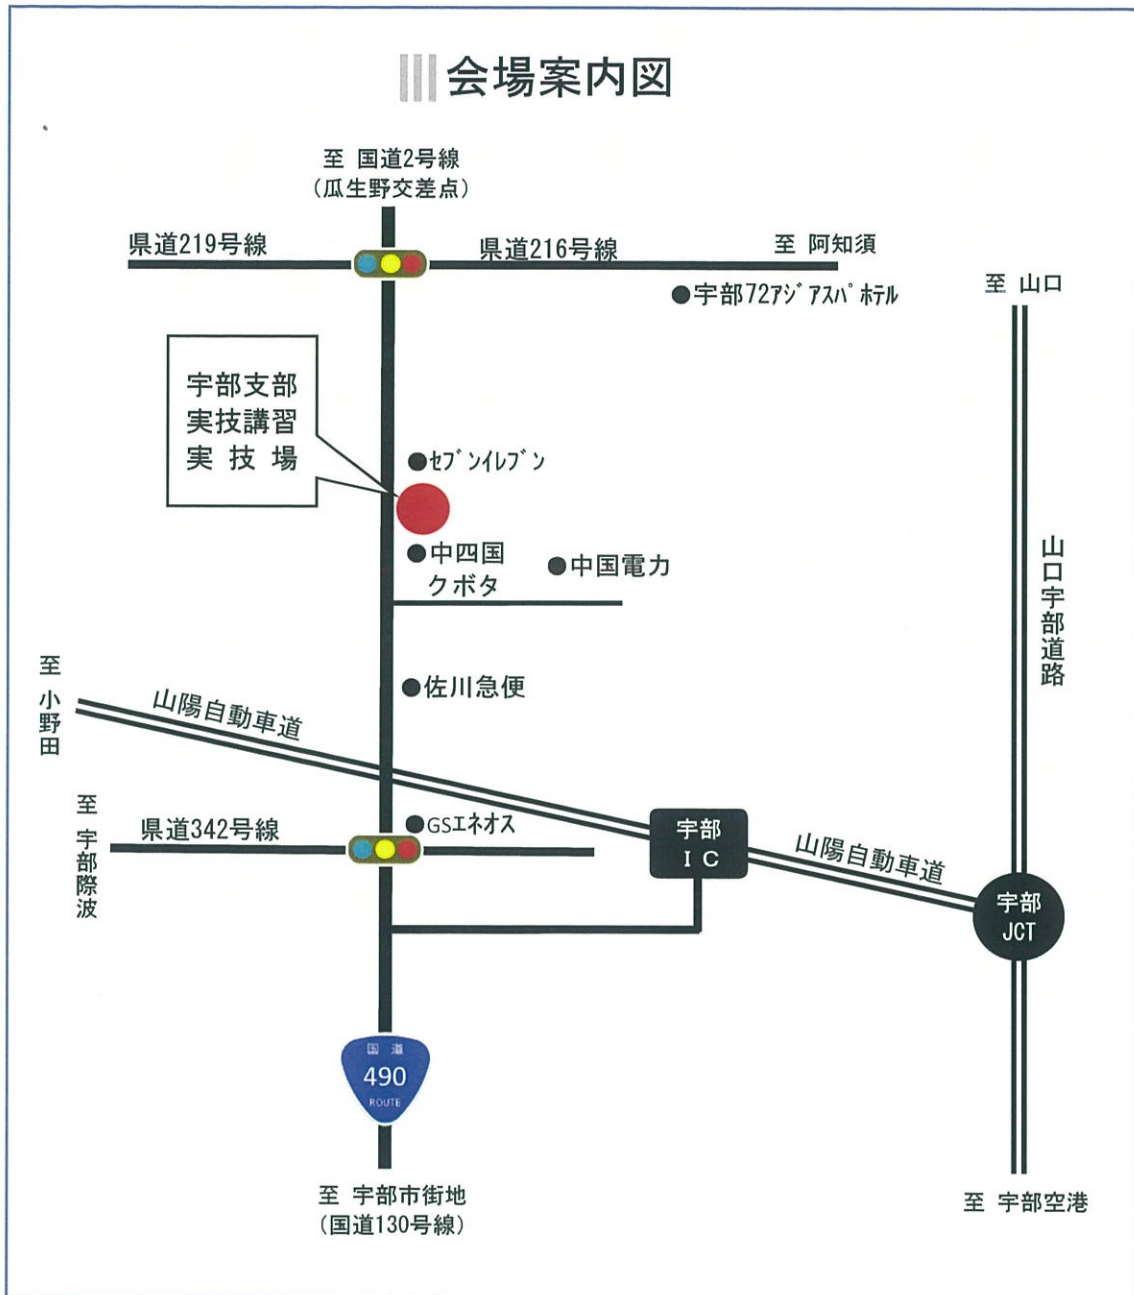 会場案内図
至 国道2号線
(瓜生野交差点)
県道219号線
県道216号線
至 阿知須
宇部72ｱｼﾞｱｽﾊﾟﾎﾃﾙ
至 山口
宇部支部
実技講習
実 技 場
ｾﾌﾞﾝｲﾚﾌﾞﾝ
中四国
クボタ
中国電力
山口宇部道路
至 小野田
山陽自動車道
佐川急便
至 宇部際波
県道342号線
GSｴﾈｵｽ
宇部
ＩＣ
山陽自動車道
宇部
JCT
国 道
490
ROUTE
至 宇部市街地
(国道130号線)
至 宇部空港